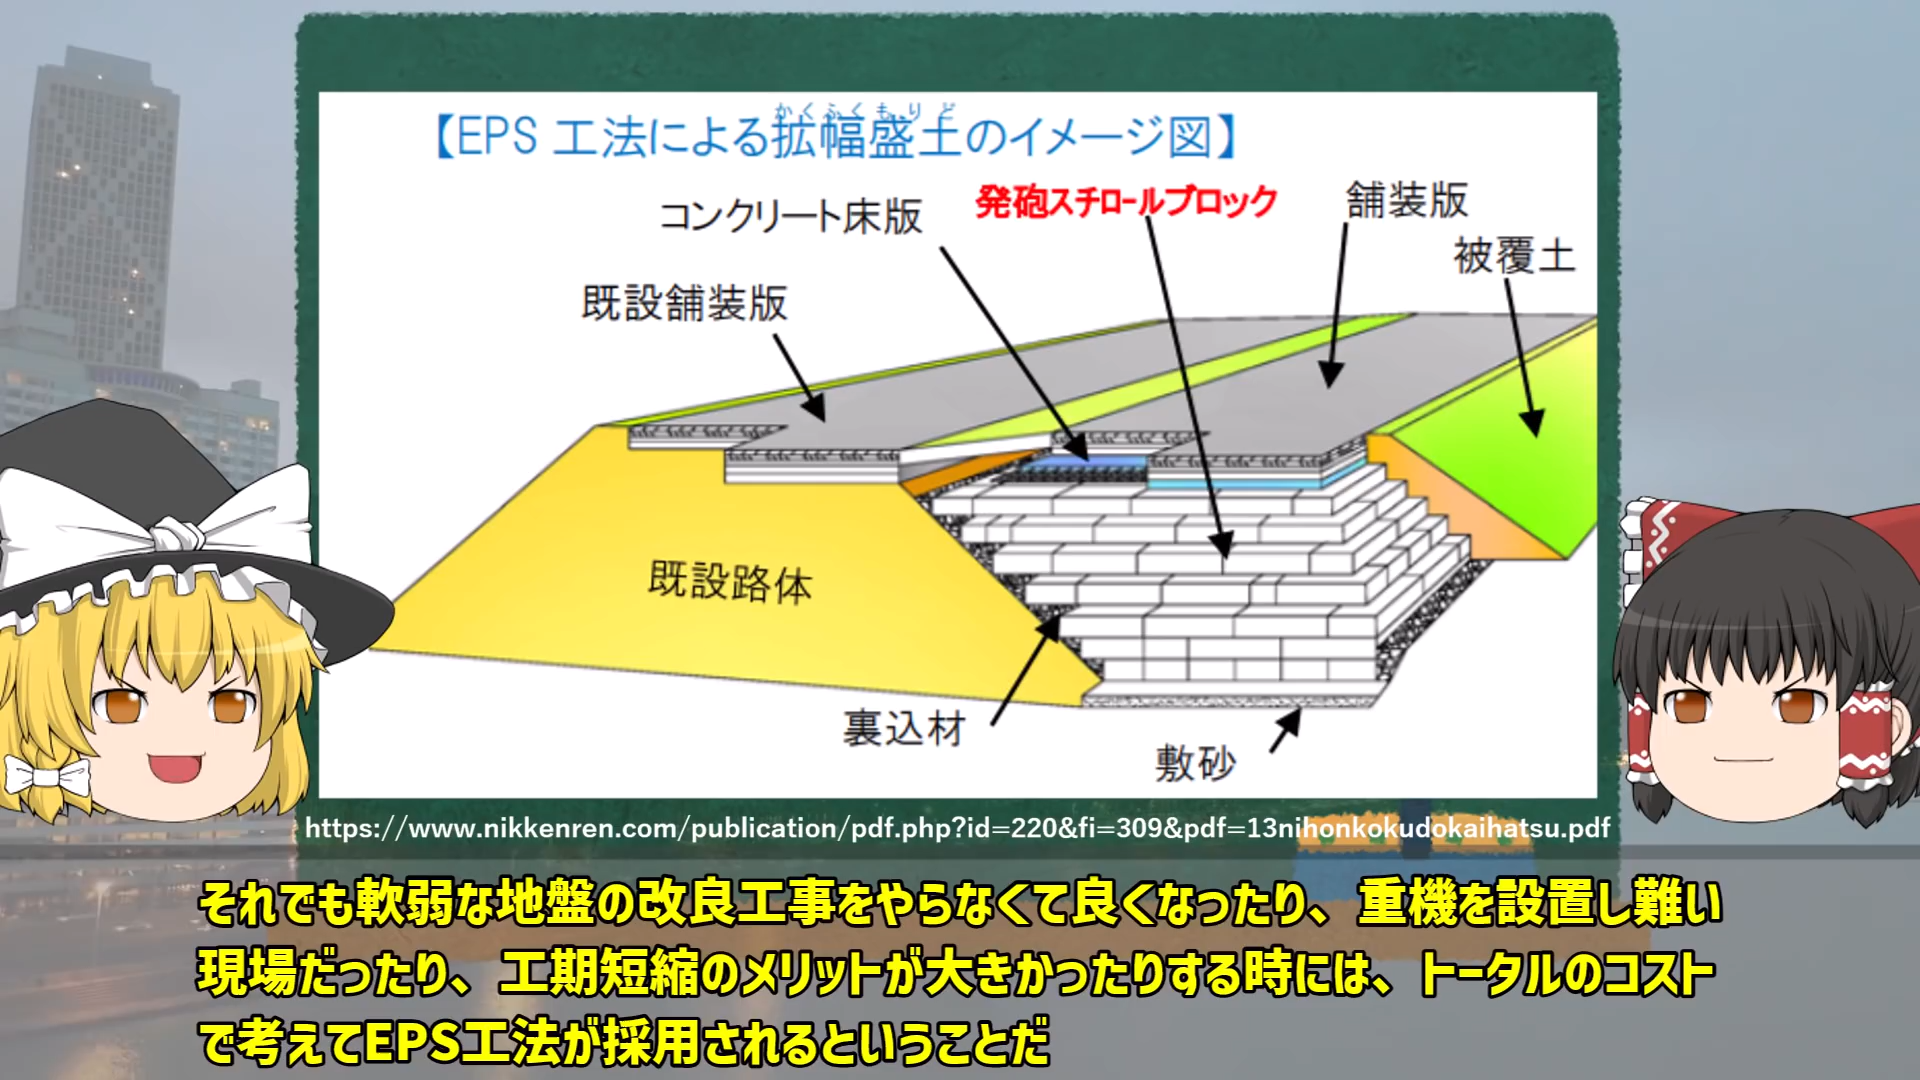 かくふくもりど
【EPS 工法による拡幅盛土のイメージ図】
コンクリート床版
発砲スチロールブロック
舗装版
被覆土
既設舗装版
既設路体
裏込材
敷砂
https://www.nikkenren.com/publication/pdf.php?id=220&fi=309&pdf=13nihonkokudokaihatsu.pdf
それでも軟弱な地盤の改良工事をやらなくて良くなったり、重機を設置し難い
現場だったり、工期短縮のメリットが大きかったりする時には、トータルのコスト
で考えてEPS工法が採用されるということだ